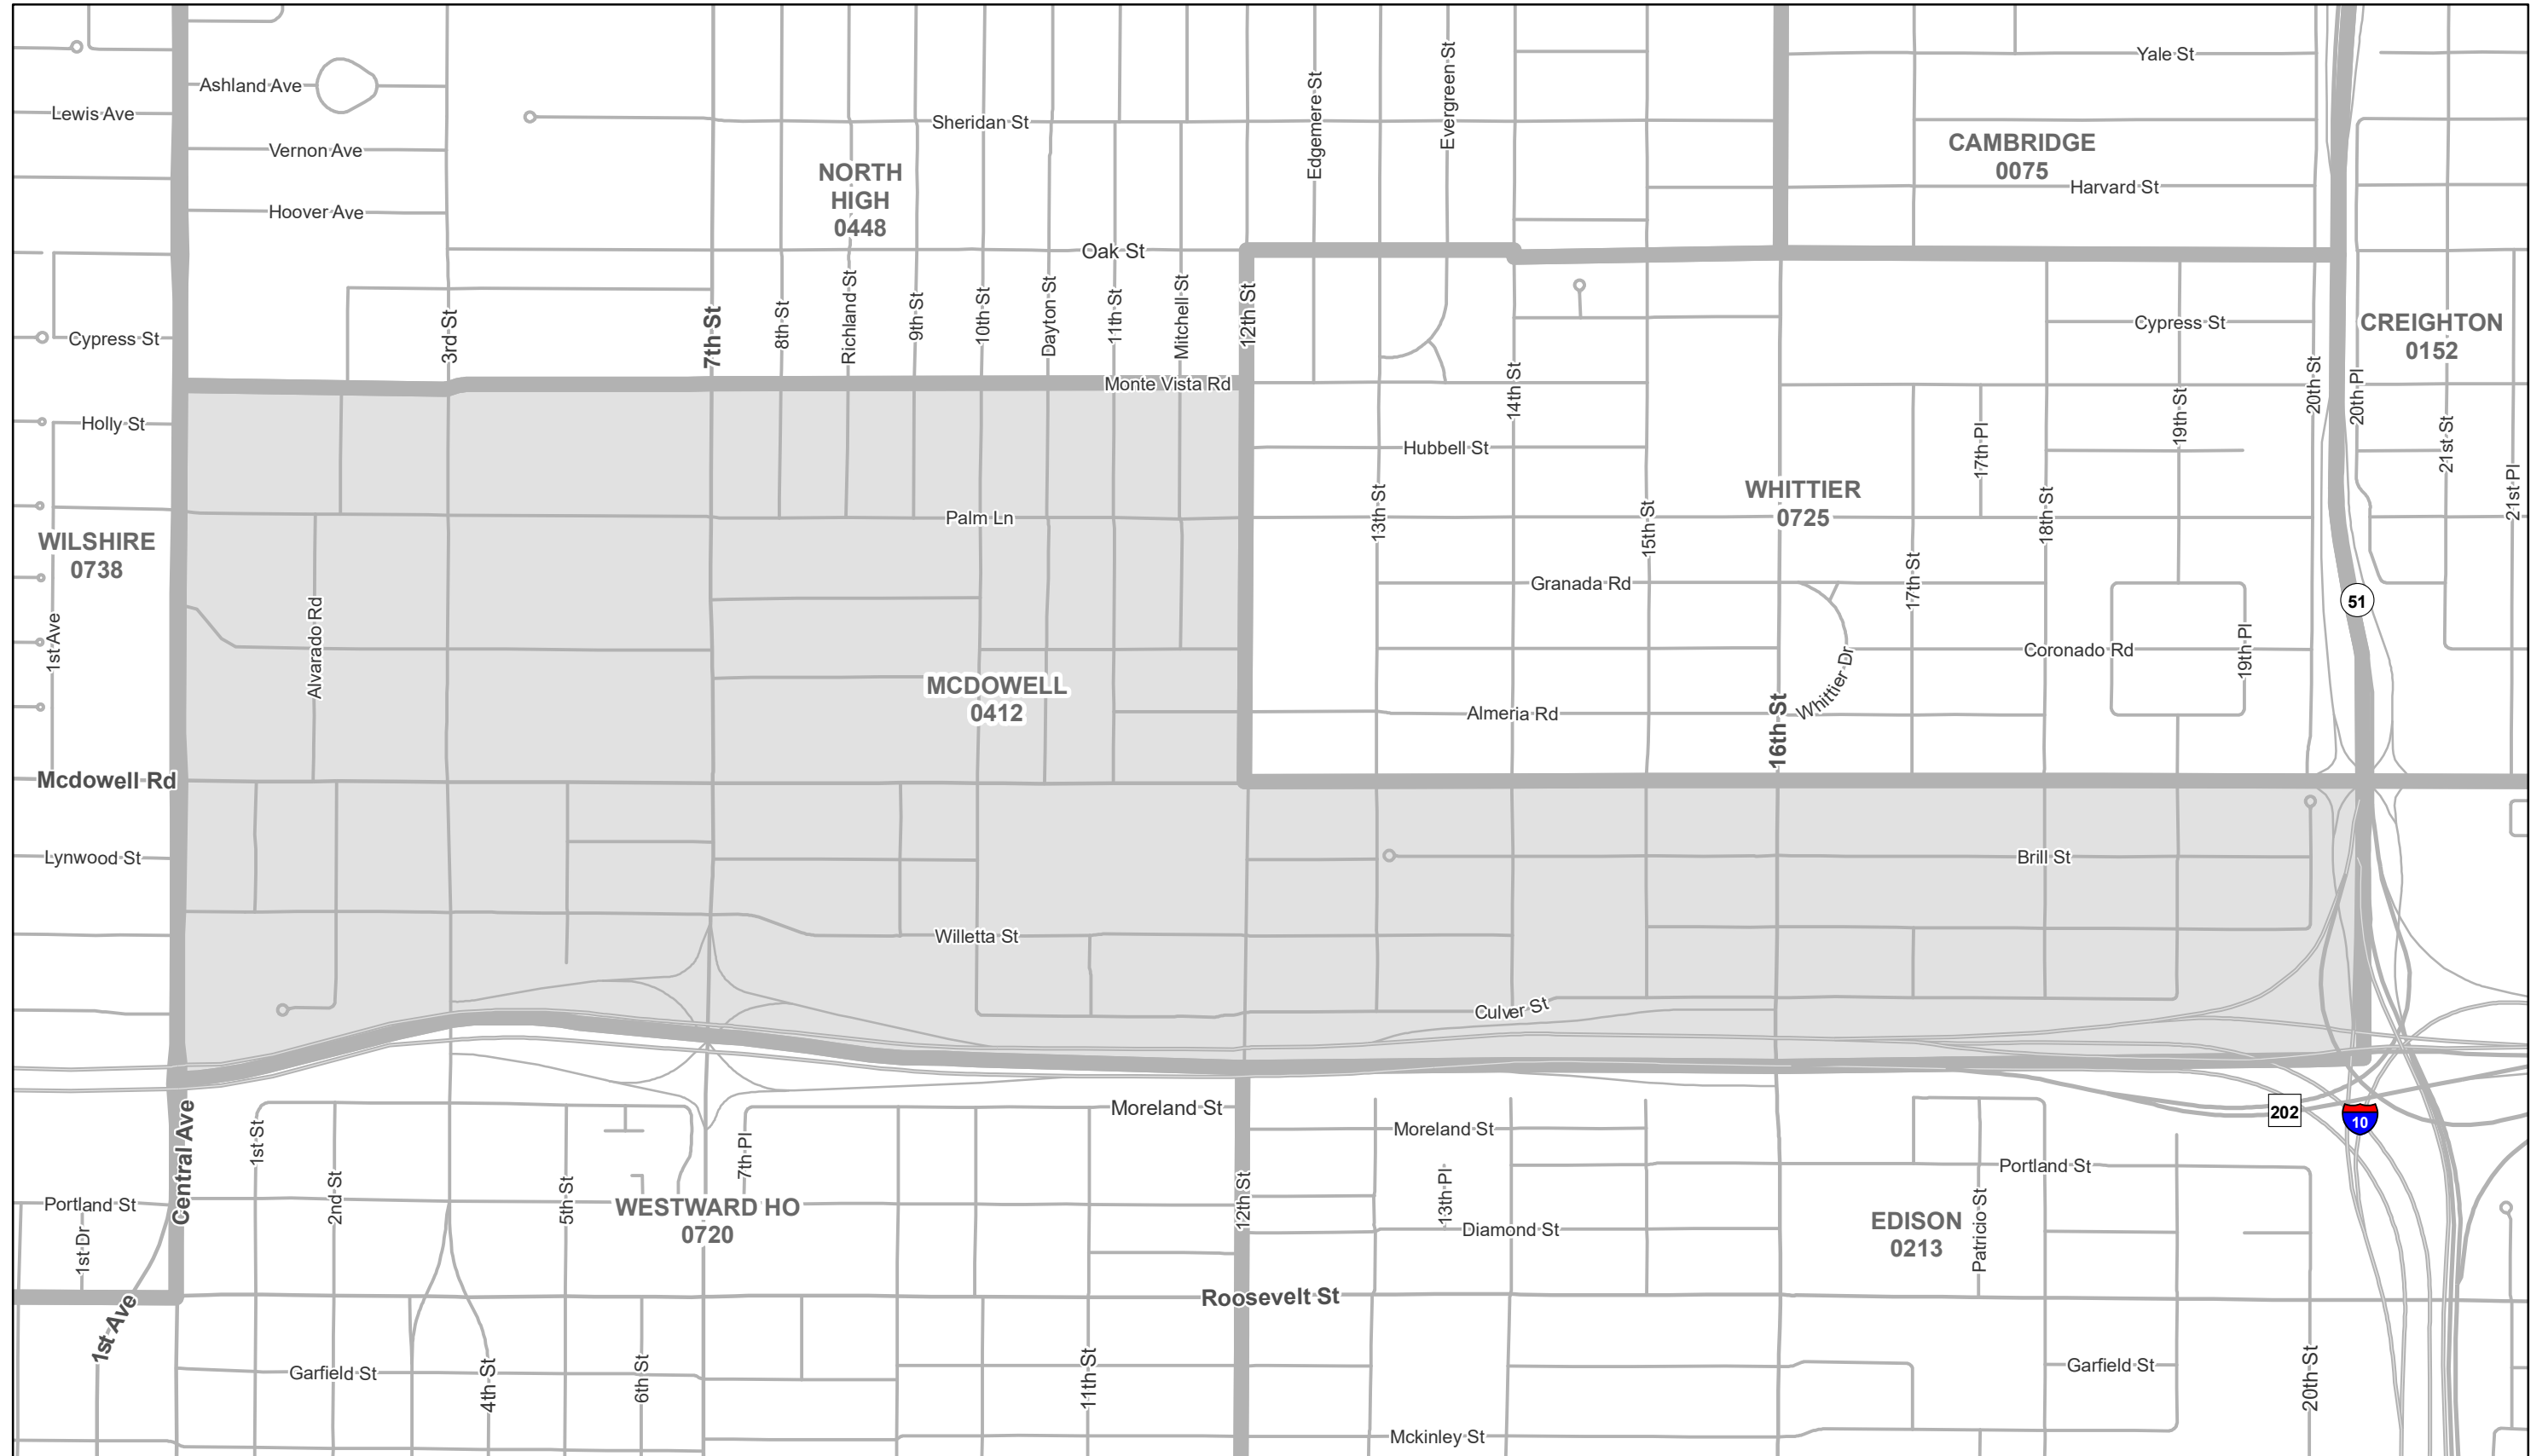 Yale St
Ashland Ave
Lewis Ave
Edgemere St
Evergreen St
Sheridan St
Vernon Ave
CAMBRIDGE
0075
NORTH
HIGH
0448
Harvard St
Hoover Ave
Oak St
Cypress St
3rd St
7th St
8th St
Richland St
9th St
10th St
Dayton St
11th St
Mitchell St
12th St
Cypress St
CREIGHTON
0152
Monte Vista Rd
14th St
20th St
20th Pl
19th St
Holly St
Hubbell St
17th Pl
21st St
21st Pl
WHITTIER
0725
13th St
15th St
18th St
Palm Ln
WILSHIRE
0738
Granada Rd
17th St
51
1st Ave
Alvarado Rd
Coronado Rd
19th Pl
Whittier Dr
MCDOWELL
0412
Almeria Rd
16th St
Mcdowell Rd
Lynwood St
Brill St
Willetta St
Culver St
Moreland St
202
10
Central Ave
1st St
7th Pl
Moreland St
2nd St
5th St
12th St
13th Pl
Portland St
Portland St
WESTWARD HO
0720
1st Dr
Diamond St
EDISON
0213
Patricio St
Roosevelt St
1st Ave
Garfield St
4th St
6th St
11th St
Garfield St
20th St
Mckinley St